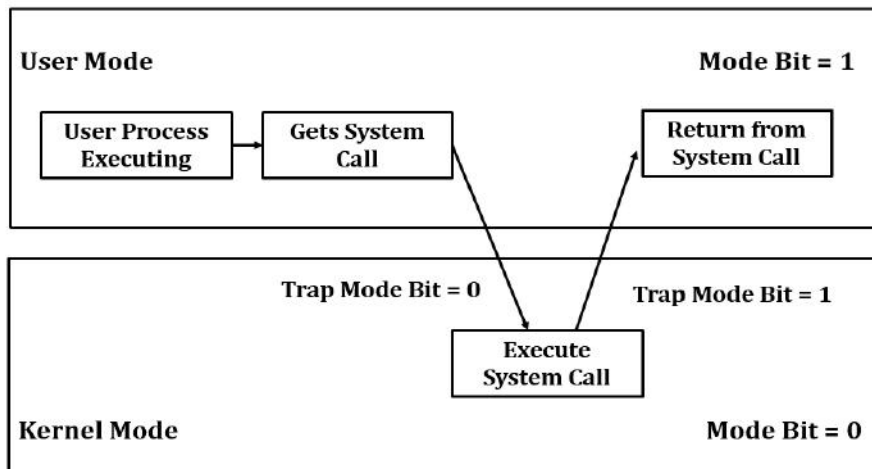 User Mode
Mode Bit = 1
User Process
Executing
Gets System
Call
Return from
System Call
Trap Mode Bit = 0
Trap Mode Bit = 1
Execute
System Call
Kernel Mode
Mode Bit = 0